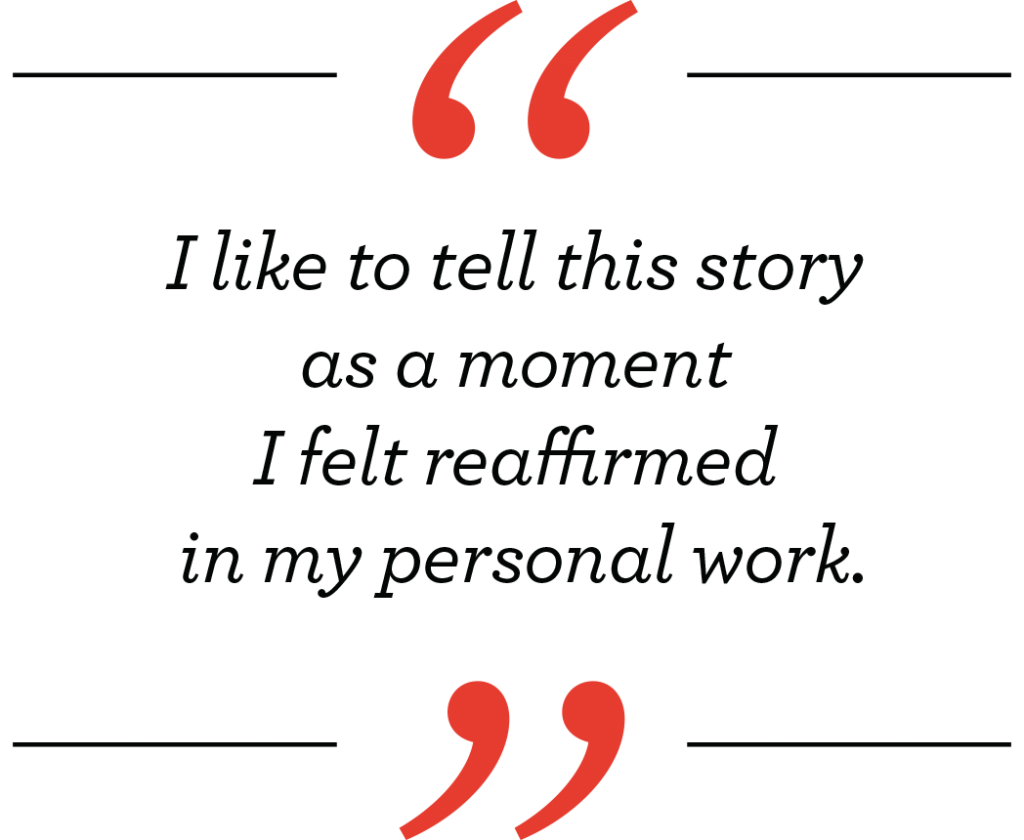 “
I like to tell this story
as a moment
I felt reaffirmed
in my personal work.
”